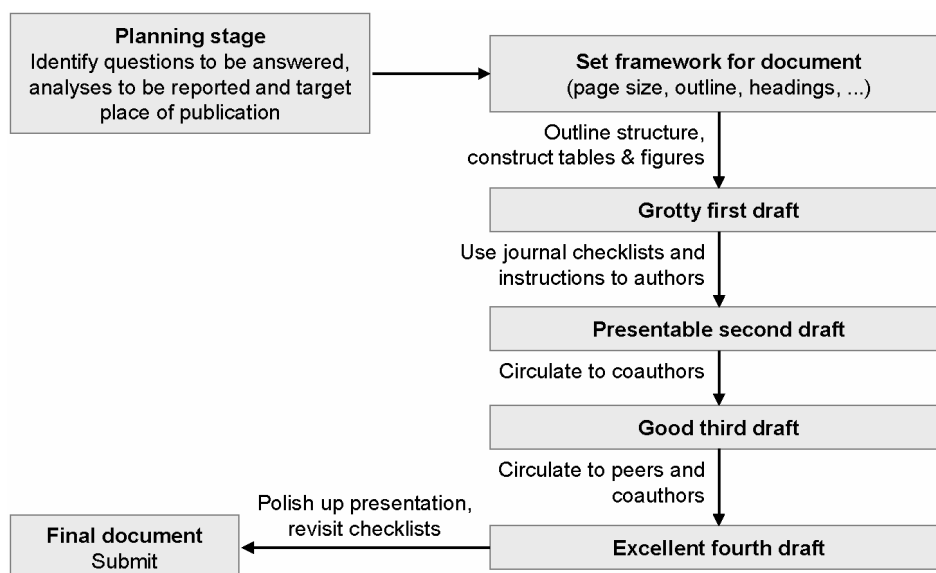 Planning stage
Identify questions to be answered,
analyses to be reported and target
place of publication
Set framework for document
(page size, outline, headings, ...)
Outline structure,
construct tables & figures
Grotty first draft
Use journal checklists and
instructions to authors
Presentable second draft
Circulate to coauthors
Good third draft
Circulate to peers and
coauthors
Excellent fourth draft
Polish up presentation,
revisit checklists
Final document
Submit